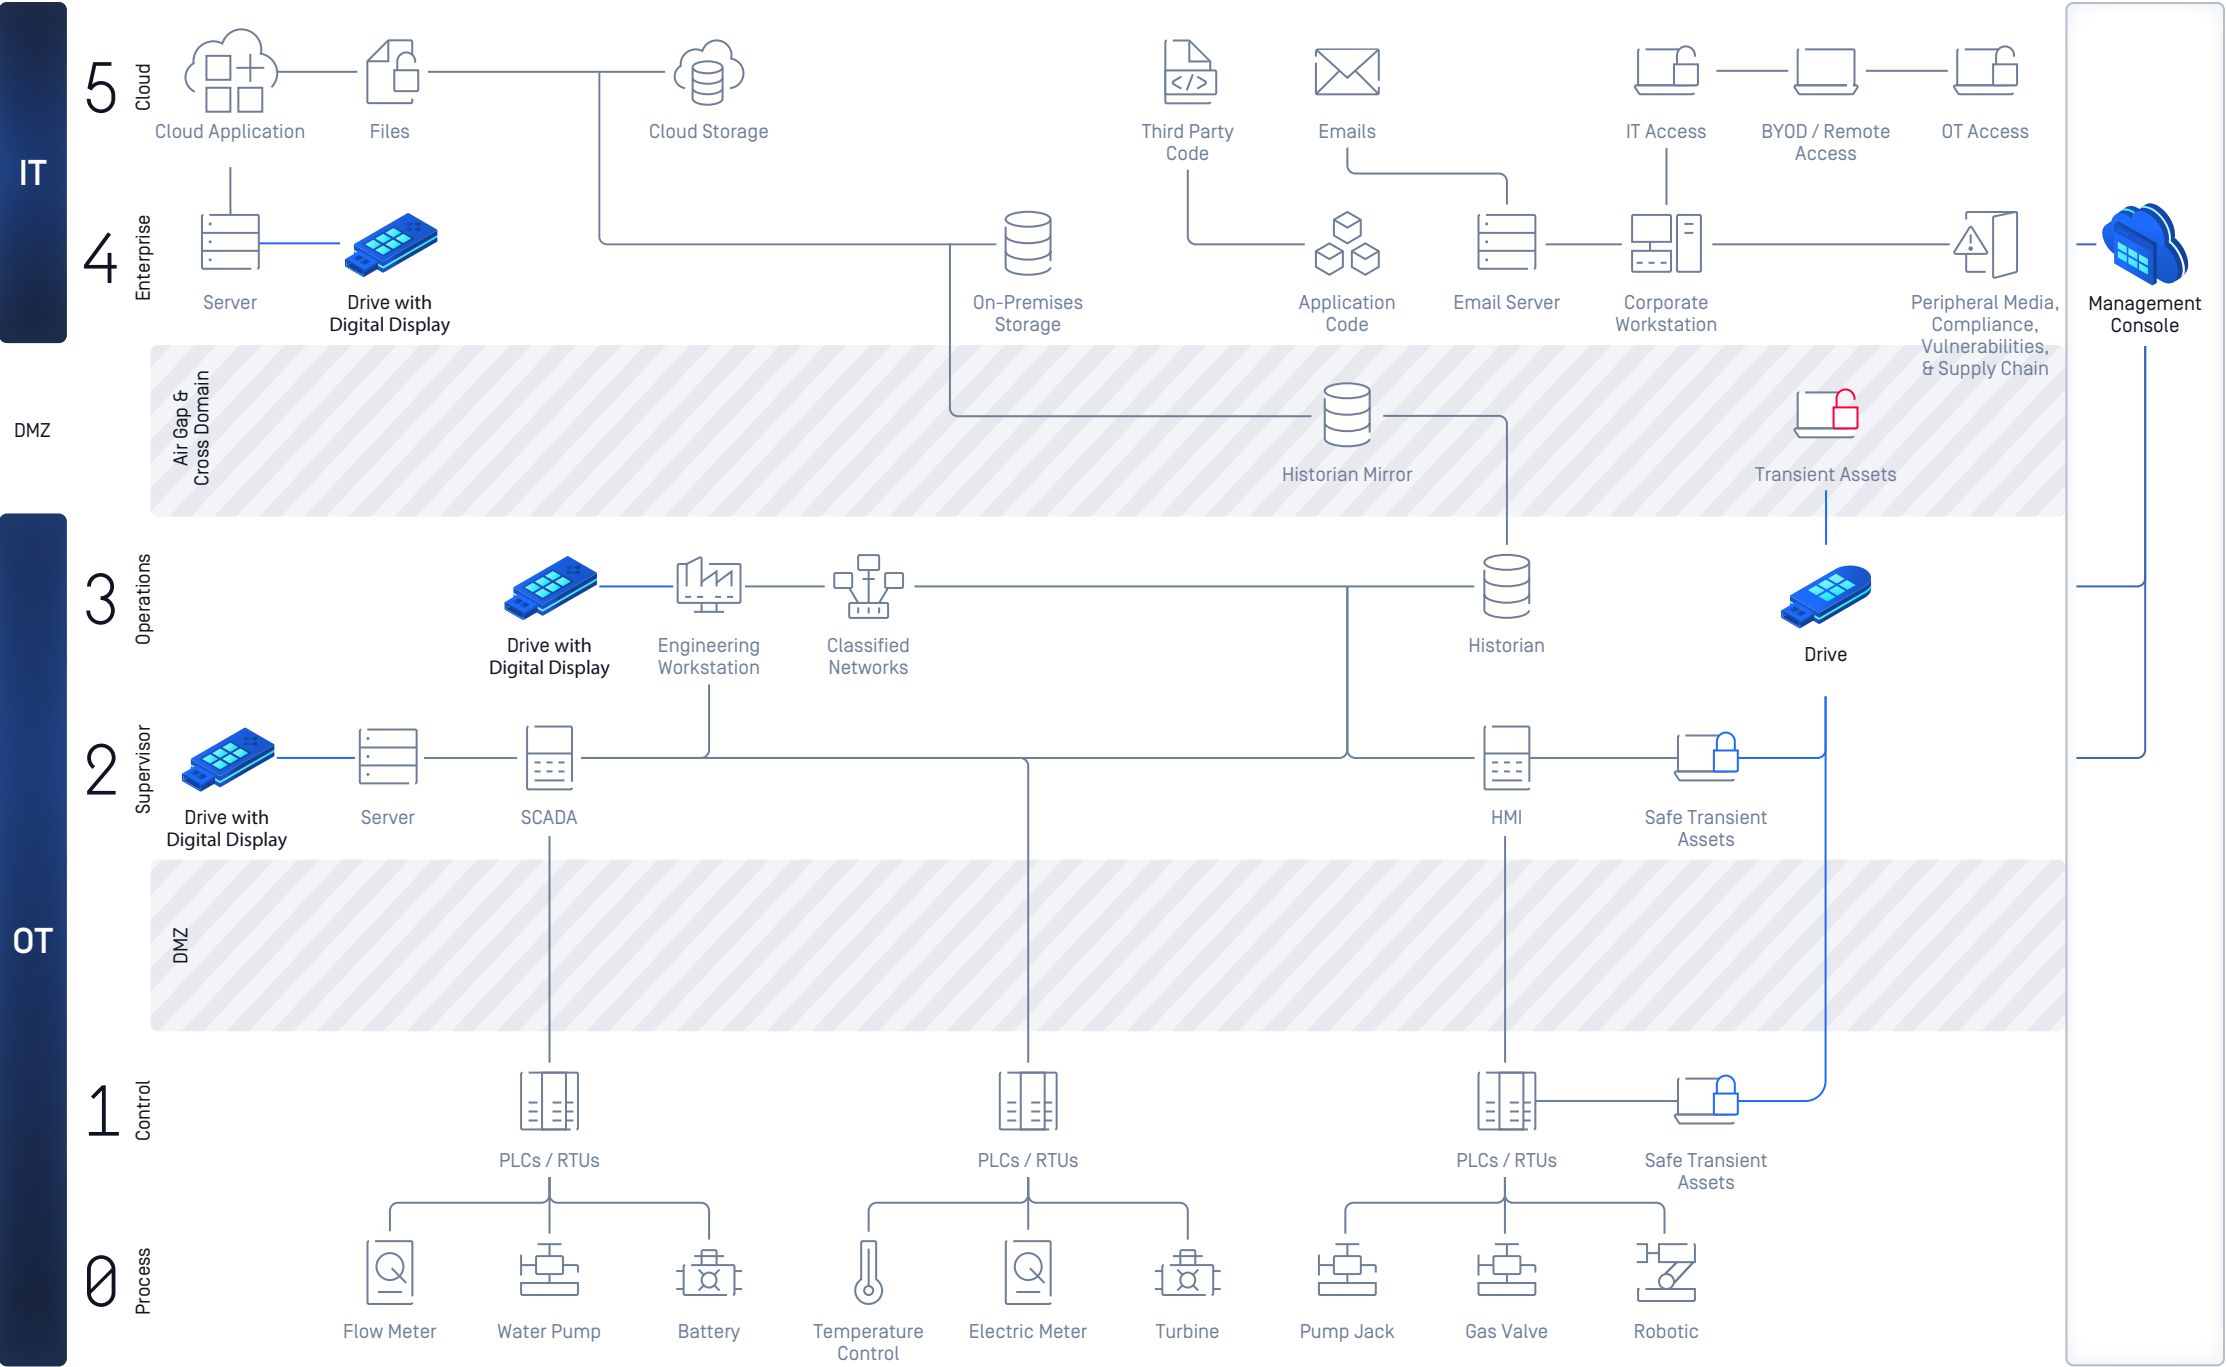 IT
5
Cloud
Cloud Application
Files
Cloud Storage
Third Party
Code
Emails
IT Access
BYOD / Remote
Access
OT Access
4
Enterprise
Server
Drive with
Digital Display
On-Premises
Storage
Application
Code
Email Server
Corporate
Workstation
Peripheral Media,
Compliance,
Vulnerabilities,
& Supply Chain
Management
Console
DMZ
Air Gap &
Cross Domain
Historian Mirror
Transient Assets
OT
3
Operations
Drive with
Digital Display
Engineering
Workstation
Classified
Networks
Historian
Drive
2
Supervisor
Drive with
Digital Display
Server
SCADA
HMI
Safe Transient
Assets
DMZ
1
Control
PLCs / RTUs
PLCs / RTUs
PLCs / RTUs
Safe Transient
Assets
0
Process
Flow Meter
Water Pump
Battery
Temperature
Control
Electric Meter
Turbine
Pump Jack
Gas Valve
Robotic